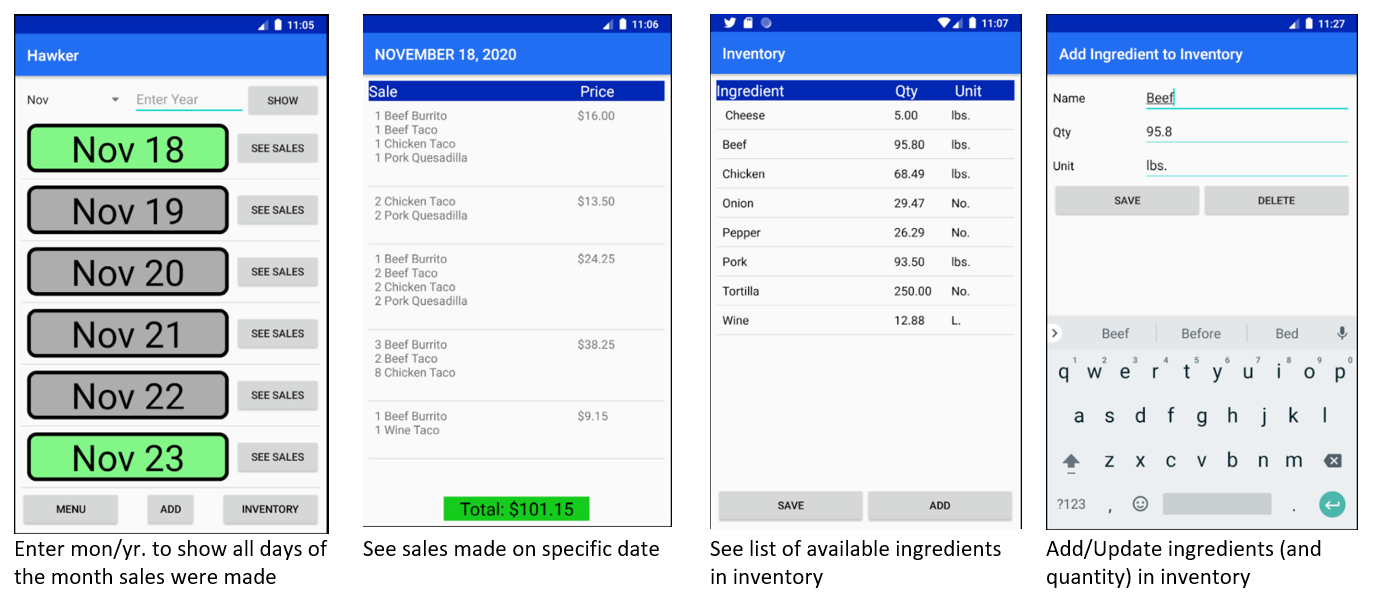 11:05
Hawker
Nov Enter Year SHOW
Nov 18 SEE SALES
Nov 19 SEE SALES
Nov 20 SEE SALES
Nov 21 SEE SALES
Nov 22 SEE SALES
Nov 23 SEE SALES
MENU ADD INVENTORY
Enter mon/yr. to show all days of
the month sales were made
11:06
NOVEMBER 18, 2020
Sale Price
1 Beef Burrito $16.00
1 Beef Taco
1 Chicken Taco
1 Pork Quesadilla
2 Chicken Taco $13.50
2 Pork Quesadilla
1 Beef Burrito $24.25
2 Beef Taco
2 Chicken Taco
2 Pork Quesadilla
3 Beef Burrito $38.25
2 Beef Taco
8 Chicken Taco
1 Beef Burrito $9.15
1 Wine Taco
Total: $101.15
See sales made on specific date
11:07
Inventory
Ingredient Qty Unit
Cheese 5.00 lbs.
Beef 95.80 lbs.
Chicken 68.49 lbs.
Onion 29.47 No.
Pepper 26.29 No.
Pork 93.50 lbs.
Tortilla 250.00 No.
Wine 12.88 L.
SAVE ADD
See list of available ingredients
in inventory
11:27
Add Ingredient to Inventory
Name Beef
Qty 95.8
Unit lbs.
SAVE DELETE
Beef Before Bed
1 2 3 4 5 6 7 8 9 0
q w e r t y u i o p
a s d f g h j k l
z x c v b n m
?123 , .
Add/Update ingredients (and
quantity) in inventory